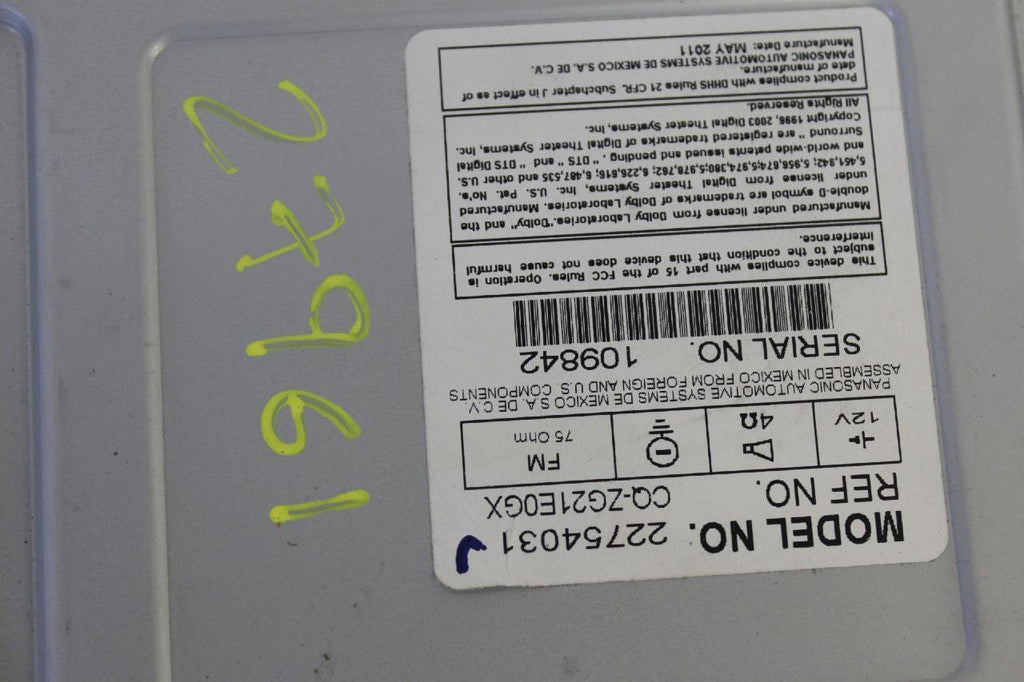 MODEL NO. 22754031
REF NO. CQ-ZG21E0GX
12V
4Ω
FM
75 Ohm
PANASONIC AUTOMOTIVE SYSTEMS DE MEXICO S.A. DE C.V.
ASSEMBLED IN MEXICO FROM FOREIGN AND U.S. COMPONENTS
SERIAL NO. 109842
This device complies with part 15 of the FCC Rules. Operation is
subject to the condition that this device does not cause harmful
interference.
Manufactured under license from Dolby Laboratories."Dolby" and the
double-D symbol are trademarks of Dolby Laboratories. Manufactured
under license from Digital Theater Systems, Inc. U.S. Pat. No's.
5,451,942; 5,956,674;5,974,380;5,978,762; 6,226,616; 6,487,535 and other U.S.
and world-wide patents issued and pending . " DTS " and " DTS Digital
Surround " are registered trademarks of Digital Theater Systems, Inc.
Copyright 1996, 2003 Digital Theater Systems, Inc.
All Rights Reserved.
Product complies with DHHS Rules 21 CFR. Subchapter J in effect as of
date of manufacture.
PANASONIC AUTOMOTIVE SYSTEMS DE MEXICO S.A. DE C.V.
Manufacture Date: MAY 2011
27961